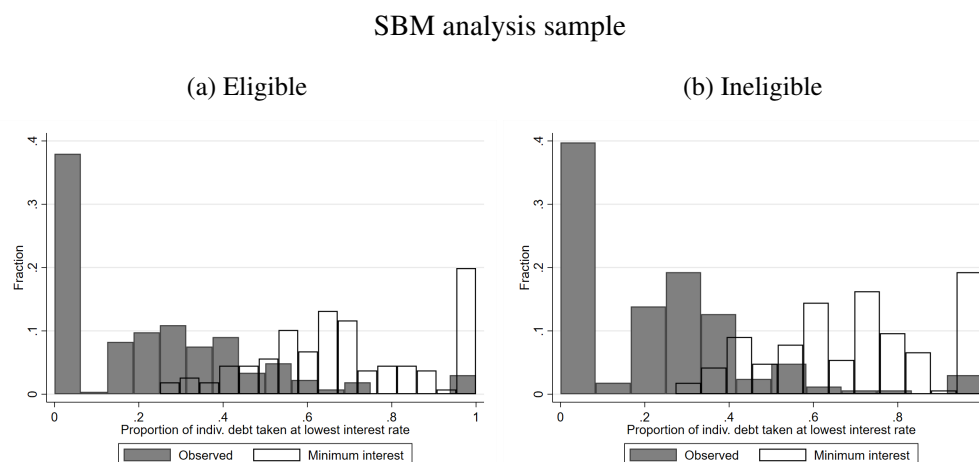 SBM analysis sample
(a) Eligible
(b) Ineligible
.4
.3
.2
.1
0
Fraction
0 .2 .4 .6 .8 1
Proportion of indiv. debt taken at lowest interest rate
Observed Minimum interest
.4
.3
.2
.1
0
Fraction
0 .2 .4 .6 .8
Proportion of indiv. debt taken at lowest interest rate
Observed Minimum interest